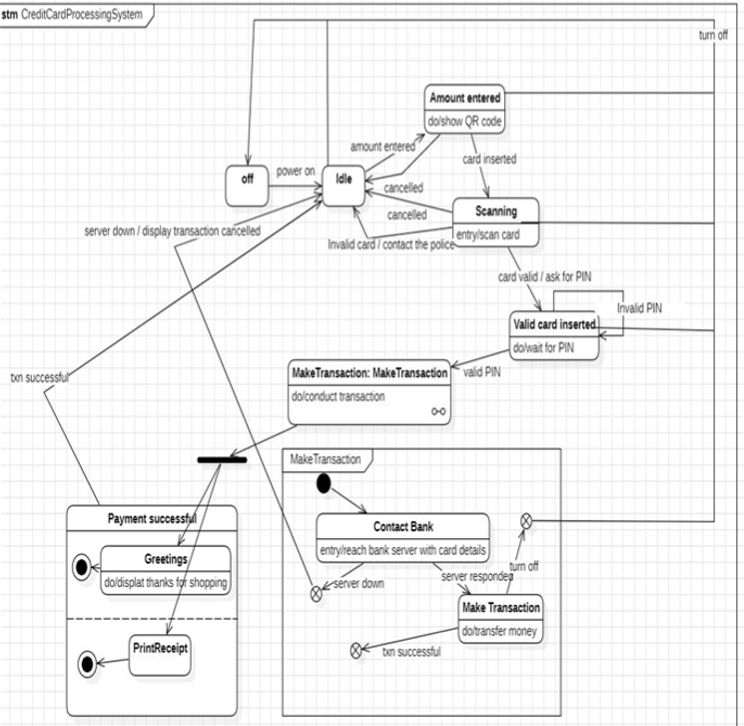 stm CreditCardProcessingSystem
turn off
Amount entered
do/show QR code
amount entered
card inserted
power on
off
Idle
cancelled
Scanning
cancelled
entry/scan card
server down / display transaction cancelled
Invalid card / contact the police
card valid / ask for PIN
Invalid PIN
Valid card inserted
do/wait for PIN
MakeTransaction: MakeTransaction
valid PIN
txn successful
do/conduct transaction
MakeTransaction
Payment successful
Contact Bank
entry/reach bank server with card details
Greetings
turn off
server responded
do/displat thanks for shopping
server down
Make Transaction
do/transfer money
PrintReceipt
txn successful